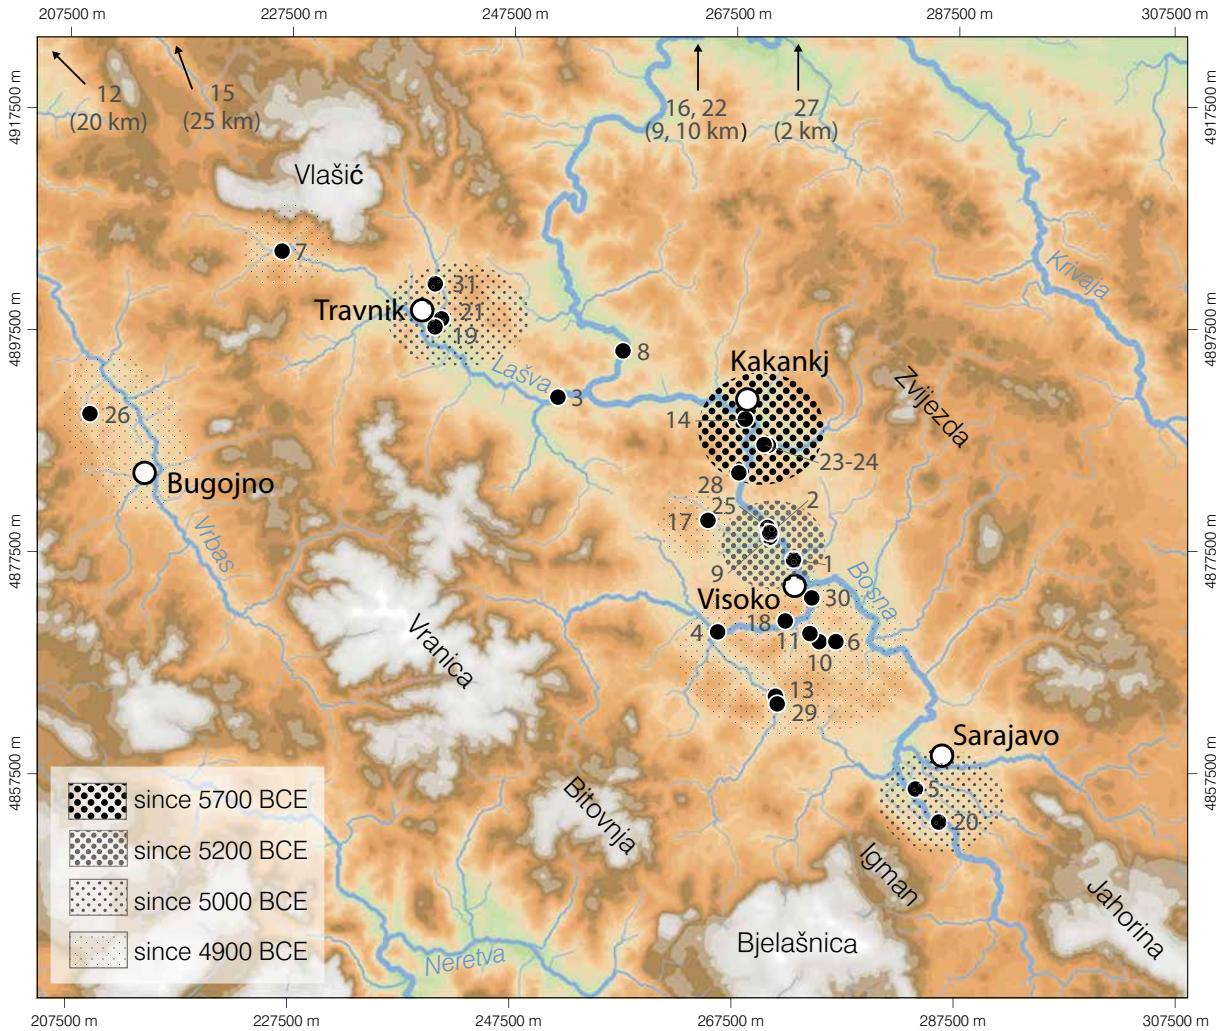 207500 m
227500 m
247500 m
267500 m
287500 m
307500 m
4917500 m
4917500 m
12
(20 km)
15
(25 km)
16, 22
(9, 10 km)
27
(2 km)
Vlašić
7
31
Travnik
21
19
Krivaja
4897500 m
4897500 m
8
Lašva
3
Kakankj
Zvijezda
14
26
23-24
Bugojno
28
25
2
17
Vrbas
4877500 m
4877500 m
9
1
Bosna
Visoko
30
18
4
11
6
10
Vranica
13
29
Sarajavo
4857500 m
4857500 m
5
20
Bitovnja
Igman
Jahorina
Bjelašnica
Neretva
since 5700 BCE
since 5200 BCE
since 5000 BCE
since 4900 BCE
207500 m
227500 m
247500 m
267500 m
287500 m
307500 m